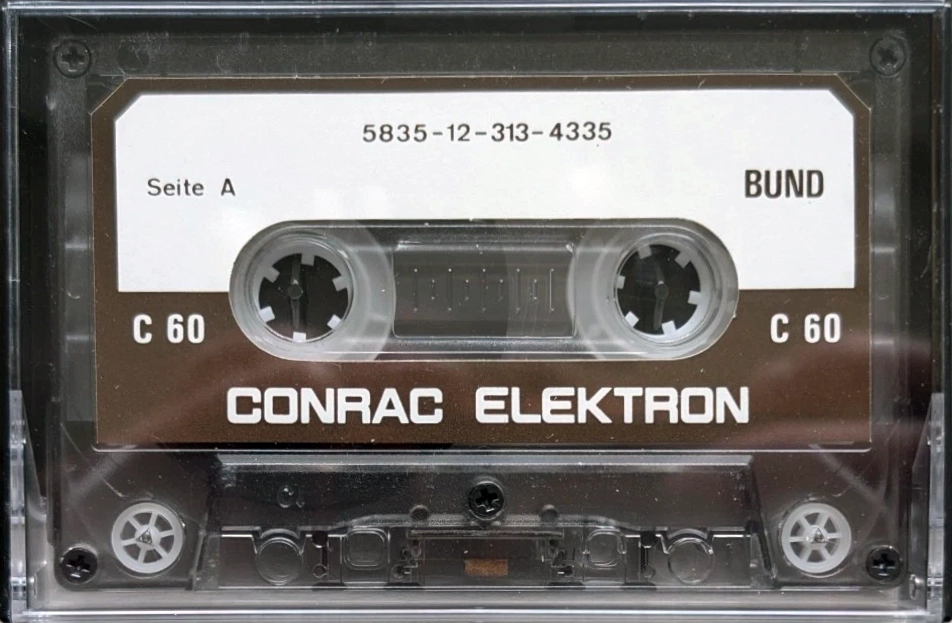 5835-12-313-4335
Seite A
BUND
C 60
C 60
CONRAC ELEKTRON